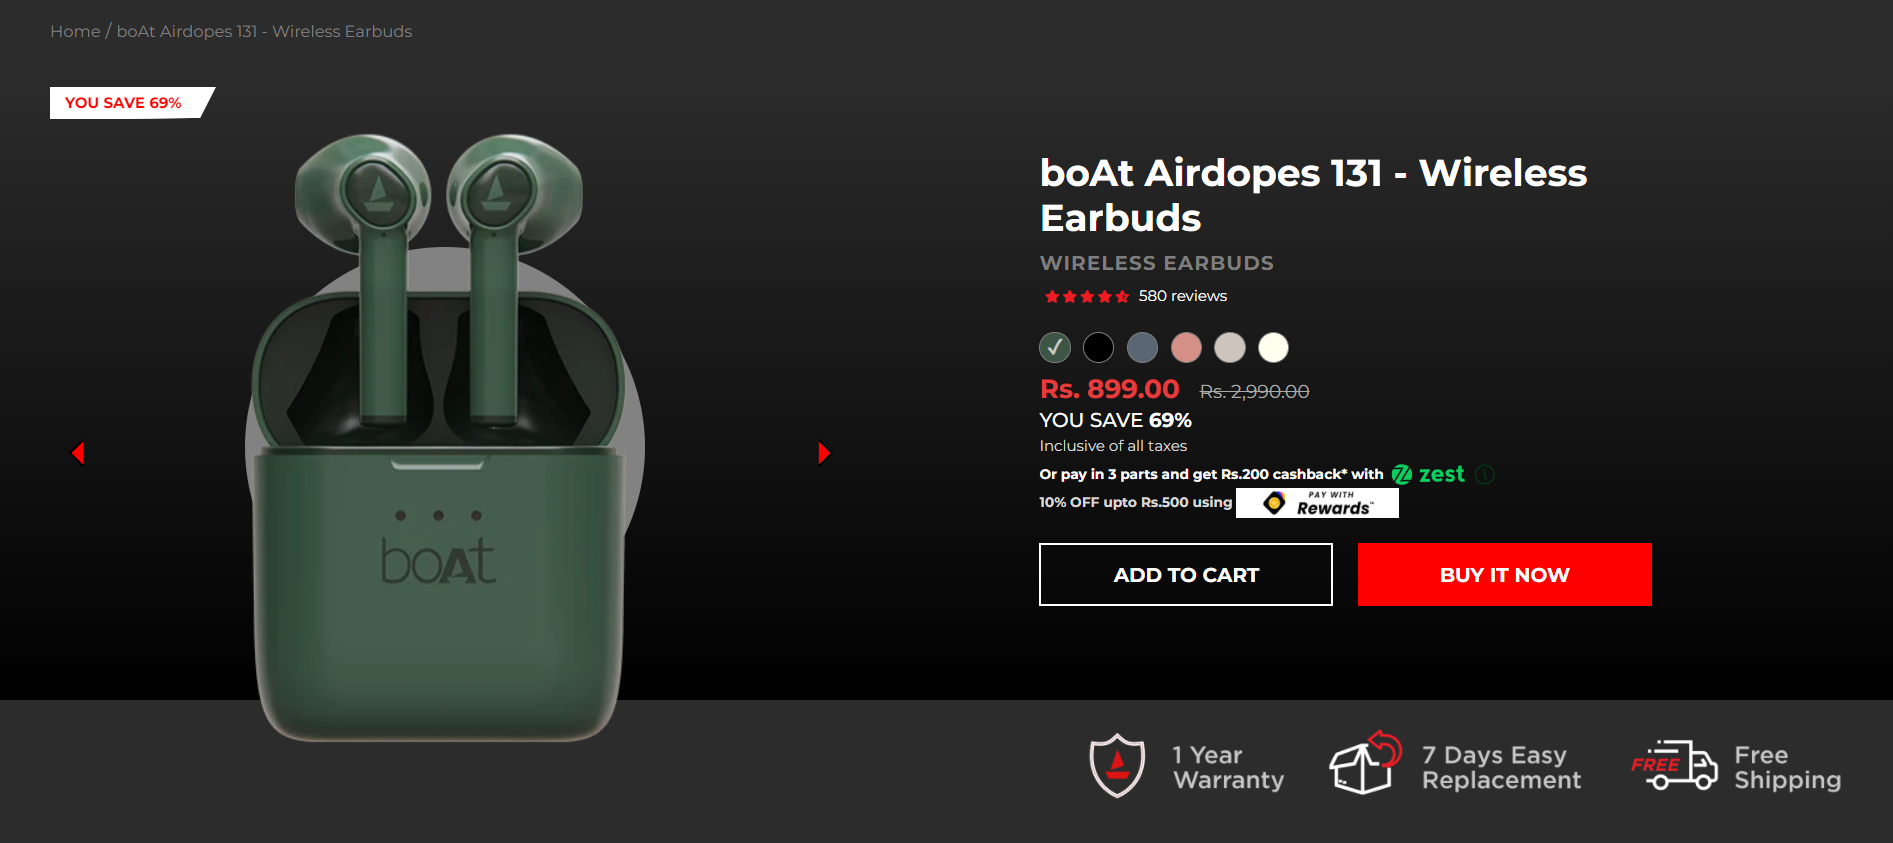 Home / boAt Airdopes 131 - Wireless Earbuds
YOU SAVE 69%
boAt
boAt Airdopes 131 - Wireless
Earbuds
WIRELESS EARBUDS
580 reviews
Rs. 899.00 Rs. 2,990.00
YOU SAVE 69%
Inclusive of all taxes
Or pay in 3 parts and get Rs.200 cashback* with zest
10% OFF upto Rs.500 using PAY WITH Rewards™
ADD TO CART
BUY IT NOW
1 Year
Warranty
7 Days Easy
Replacement
FREE
Free
Shipping